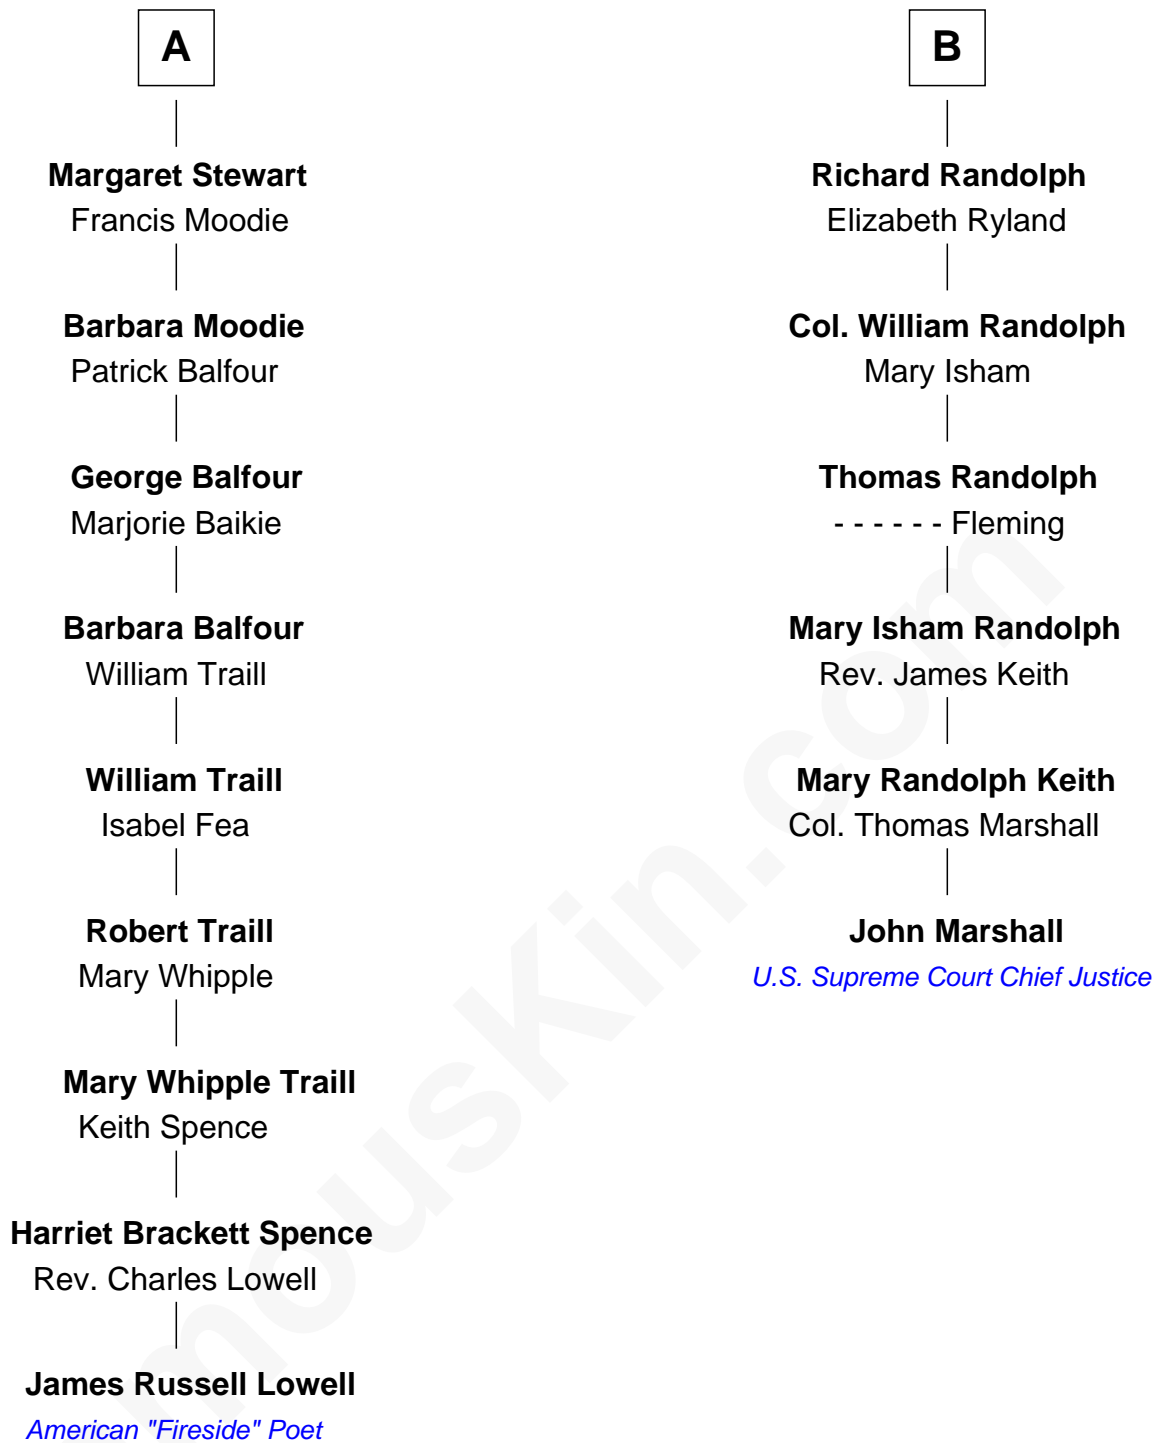 A
Margaret Stewart
Francis Moodie
Barbara Moodie
Patrick Balfour
George Balfour
Marjorie Baikie
Barbara Balfour
William Traill
William Traill
Isabel Fea
Robert Traill
Mary Whipple
Mary Whipple Traill
Keith Spence
Harriet Brackett Spence
Rev. Charles Lowell
James Russell Lowell
American "Fireside" Poet
B
Richard Randolph
Elizabeth Ryland
Col. William Randolph
Mary Isham
Thomas Randolph
- - - - - - Fleming
Mary Isham Randolph
Rev. James Keith
Mary Randolph Keith
Col. Thomas Marshall
John Marshall
U.S. Supreme Court Chief Justice
mousKin.com